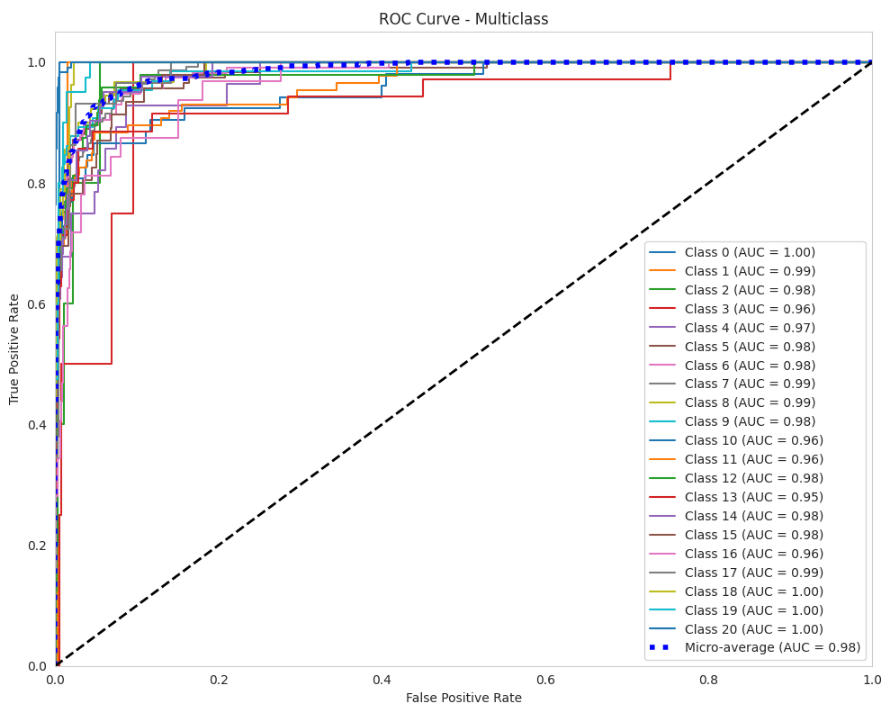 ROC Curve - Multiclass
True Positive Rate
1.0
0.8
0.6
0.4
0.2
0.0
Class 0 (AUC = 1.00)
Class 1 (AUC = 0.99)
Class 2 (AUC = 0.98)
Class 3 (AUC = 0.96)
Class 4 (AUC = 0.97)
Class 5 (AUC = 0.98)
Class 6 (AUC = 0.98)
Class 7 (AUC = 0.99)
Class 8 (AUC = 0.99)
Class 9 (AUC = 0.98)
Class 10 (AUC = 0.96)
Class 11 (AUC = 0.96)
Class 12 (AUC = 0.98)
Class 13 (AUC = 0.95)
Class 14 (AUC = 0.98)
Class 15 (AUC = 0.98)
Class 16 (AUC = 0.96)
Class 17 (AUC = 0.99)
Class 18 (AUC = 1.00)
Class 19 (AUC = 1.00)
Class 20 (AUC = 1.00)
Micro-average (AUC = 0.98)
0.0 0.2 0.4 0.6 0.8 1.0
False Positive Rate